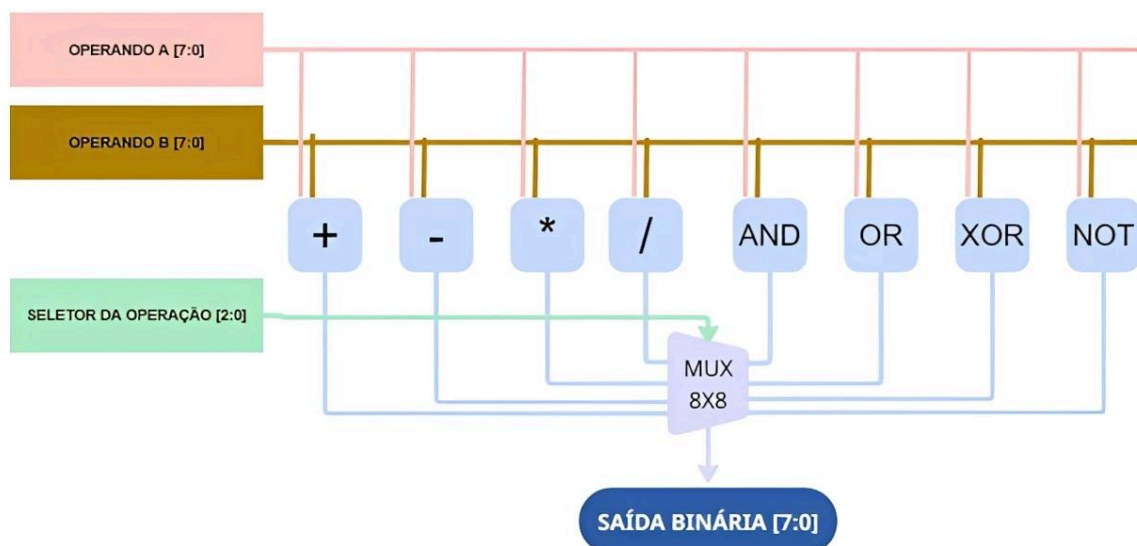 OPERANDO A [7:0]
OPERANDO B [7:0]
+ - * / AND OR XOR NOT
SELETOR DA OPERAÇÃO [2:0]
MUX
8X8
SAÍDA BINÁRIA [7:0]